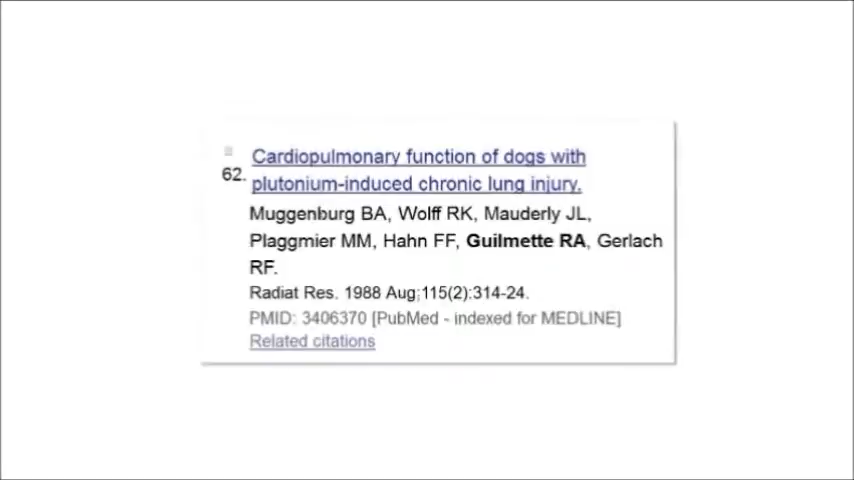 62. Cardiopulmonary function of dogs with
plutonium-induced chronic lung injury.
Muggenburg BA, Wolff RK, Mauderly JL,
Plaggmier MM, Hahn FF, Guilmette RA, Gerlach
RF.
Radiat Res. 1988 Aug;115(2):314-24.
PMID: 3406370 [PubMed - indexed for MEDLINE]
Related citations